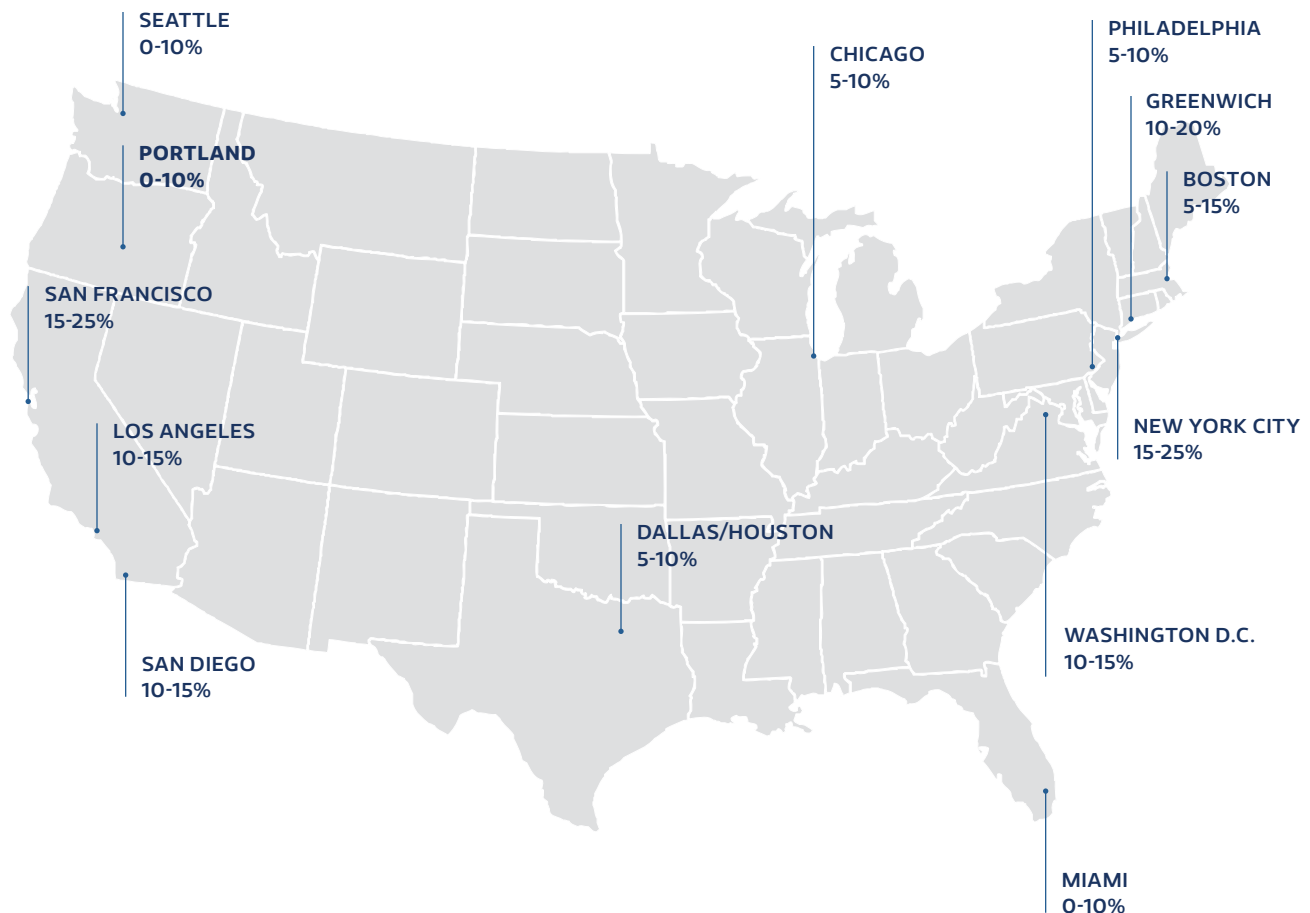 SEATTLE
0-10%
PORTLAND
0-10%
SAN FRANCISCO
15-25%
LOS ANGELES
10-15%
SAN DIEGO
10-15%
CHICAGO
5-10%
DALLAS/HOUSTON
5-10%
PHILADELPHIA
5-10%
GREENWICH
10-20%
BOSTON
5-15%
NEW YORK CITY
15-25%
WASHINGTON D.C.
10-15%
MIAMI
0-10%